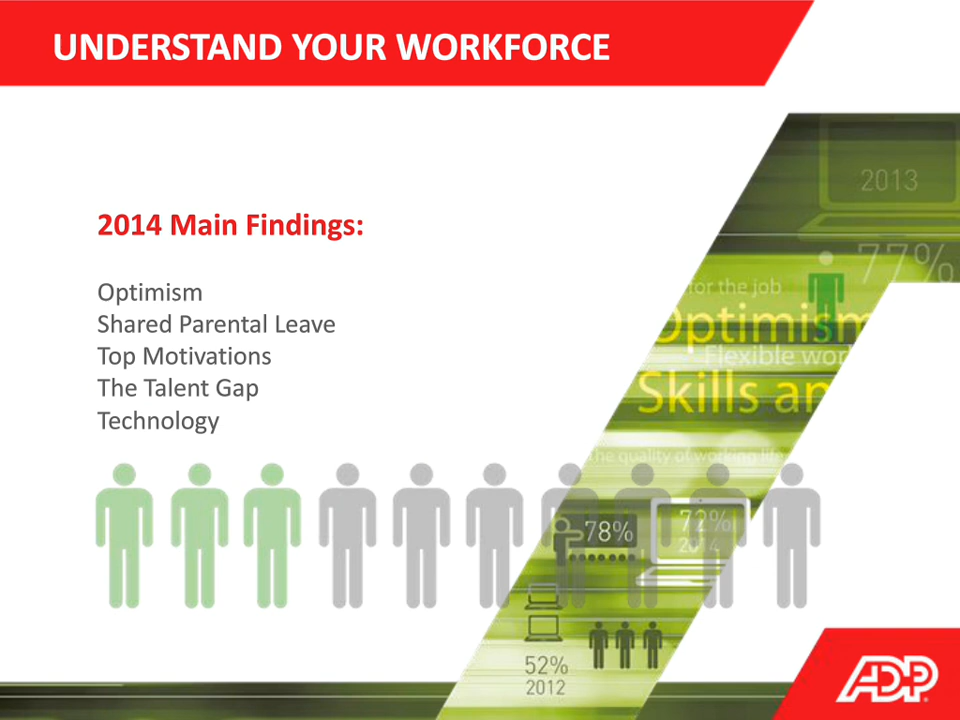 UNDERSTAND YOUR WORKFORCE
2013
77%
2014 Main Findings:
for the job
Optimism
Optimism
Shared Parental Leave
Flexible wor
Top Motivations
Skills an
The Talent Gap
Technology
The quality of working life
78%
72%
2014
52%
2012
ADP